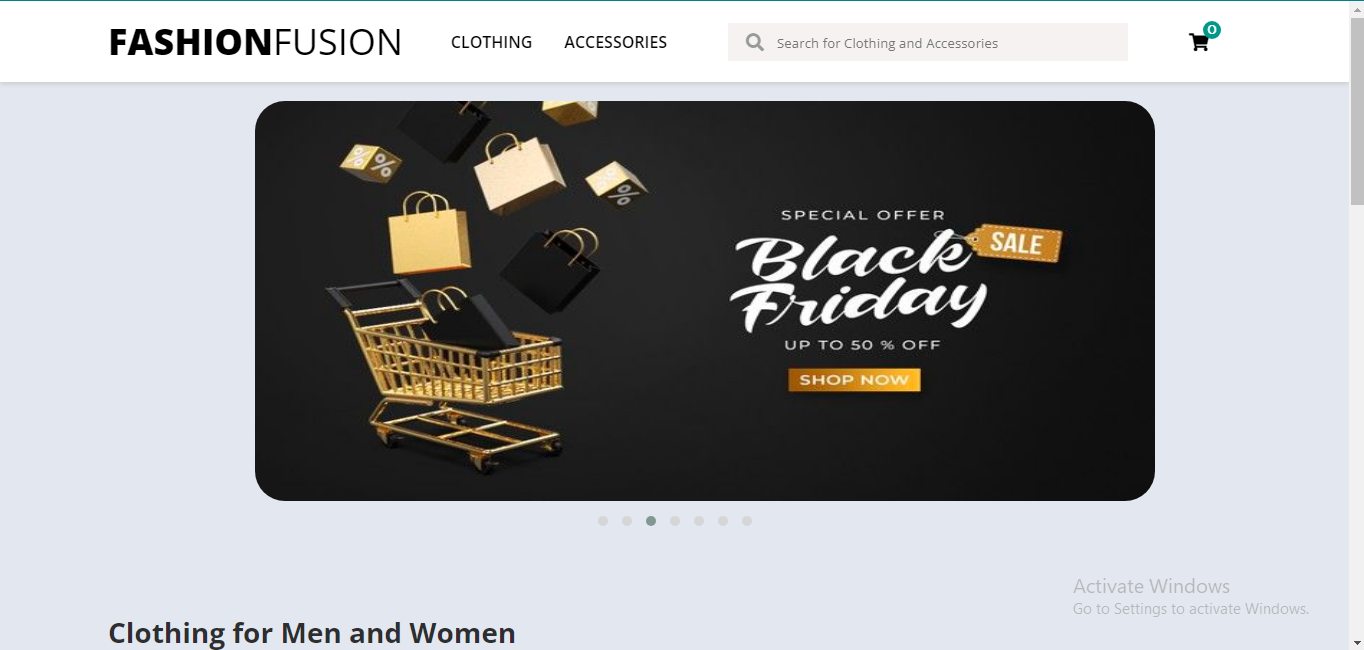 FASHIONFUSION
CLOTHING
ACCESSORIES
Search for Clothing and Accessories
0
%
%
%
%
SPECIAL OFFER
Black
SALE
Friday
UP TO 50 % OFF
SHOP NOW
Activate Windows
Go to Settings to activate Windows.
Clothing for Men and Women